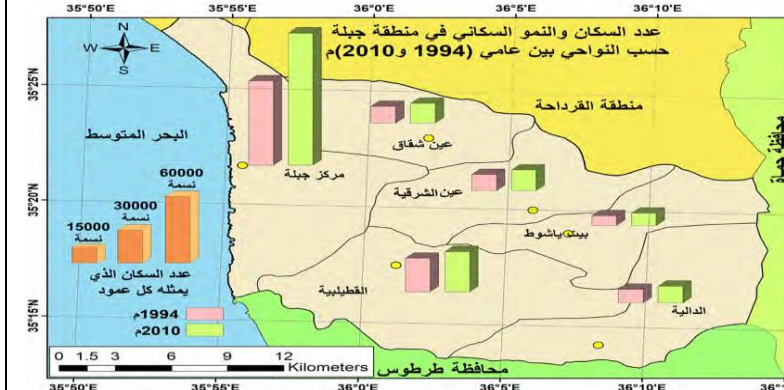 35°50'E 35°55'E 36°0'E 36°5'E 36°10'E
عدد السكان والنمو السكاني في منطقة جبلة
حسب النواحي بين عامي (1994 و2010)م
N
W E
S
35°25'N
35°20'N
35°15'N
منطقة القرداحة
محافظة حماة
البحر المتوسط
مركز جبلة
عين شقاق
عين الشرقية
بيت ياشوط
القطيلبية
الدالية
60000
نسمة
30000
نسمة
15000
نسمة
عدد السكان الذي
يمثله كل عمود
1994م
2010م
0 1.5 3 6 9 12
Kilometers
محافظة طرطوس
35°50'E 35°55'E 36°0'E 36°5'E 36°10'E